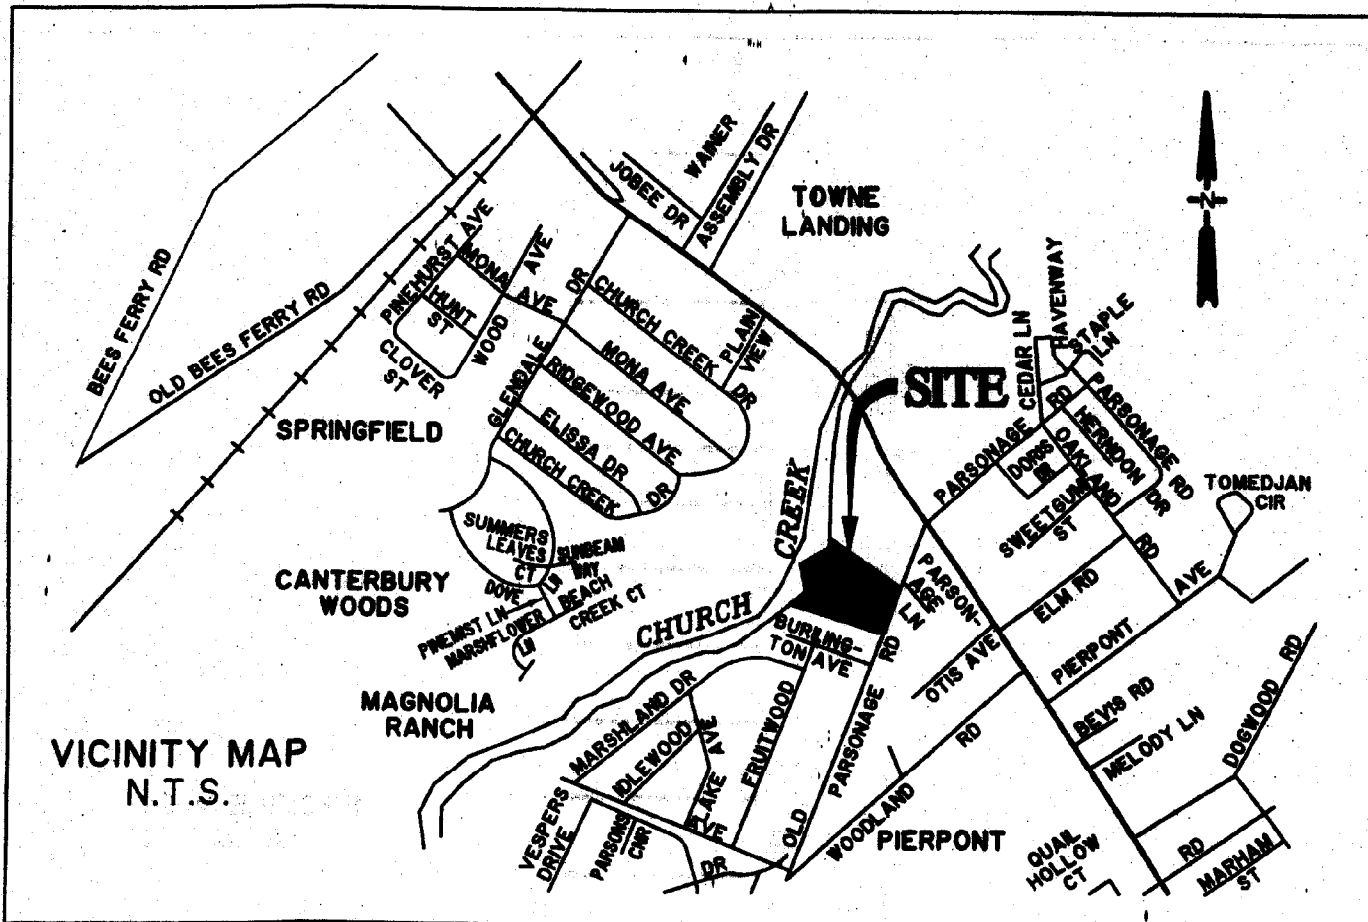 WAINER
JOBEE DR
ASSEMBLY DR
TOWNE
LANDING
N
BEES FERRY RD
OLD BEES FERRY RD
PINEHURST AVE
MONA
AVE
HUNT
ST
CLOVER
ST
WOOD
AVE
GLENDALE
DR
CHURCH CREEK
DR
PLAIN
VIEW
MONA AVE
RIDGEWOOD AVE
ELISSA DR
CHURCH CREEK
DR
SPRINGFIELD
SITE
CEDAR LN
HAVENWAY
STAPLE
LN
PARSONAGE RD
PARSONAGE RD
HERNDON DR
DORIS
DR
OAKLAND
RD
SWEETGUM
ST
TOMEDJAN
CIR
SUMMERS
LEAVES
CT
SUNBEAM
WAY
DOVE
LN
BEACH
CREEK CT
PINEMIST LN
MARSHFLOWER
LN
CANTERBURY
WOODS
CHURCH
CREEK
PARSON-
AGE
LN
ELM RD
OTIS AVE
PIERPONT
AVE
BURLING-
TON AVE
BEVIS RD
MELODY LN
DOGWOOD
RD
MAGNOLIA
RANCH
MARSHLAND DR
IDLEWOOD
AVE
FRUITWOOD
AVE
OLD
PARSONAGE
RD
WOODLAND
RD
VICINITY MAP
N.T.S.
VESPERS
DRIVE
PARSONS
CNR
DR
PIERPONT
QUAIL
HOLLOW
CT
RD
MARHAM
ST